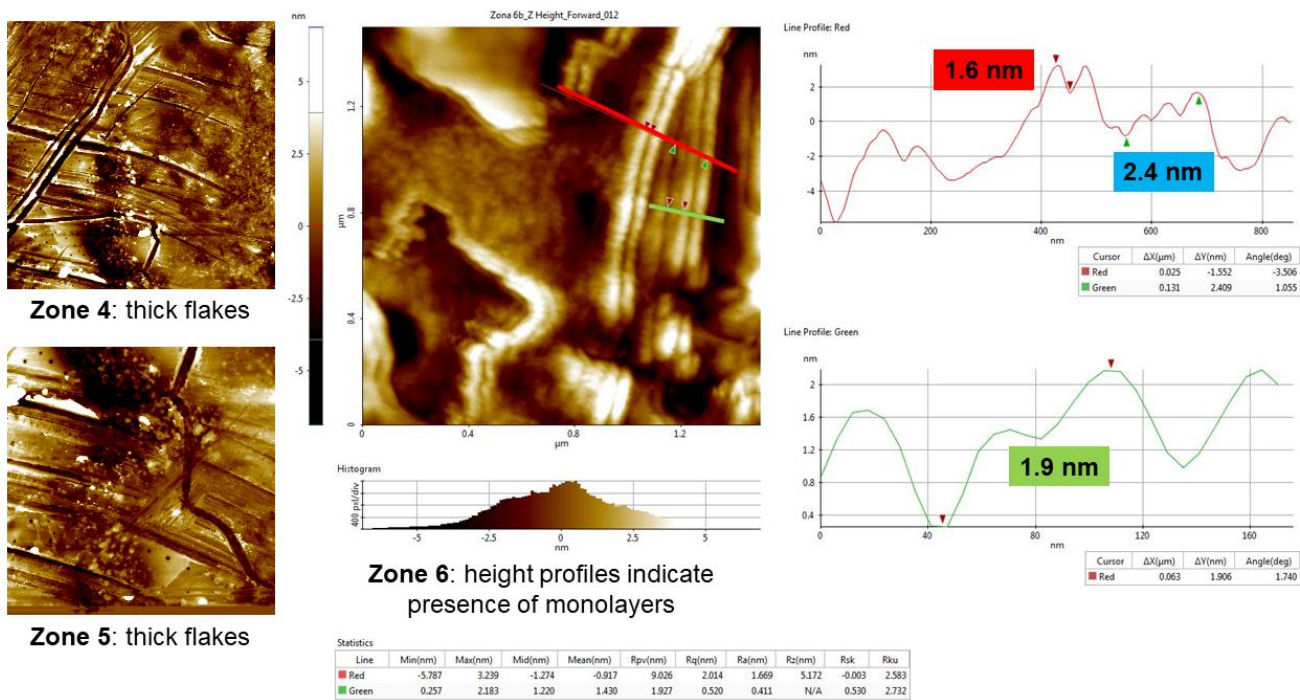 Zone 4: thick flakes
Zone 5: thick flakes
nm
5
2.5
0
-2.5
-5
Zona 6b_Z Height_Forward_012
µm
1.2
0.8
0.4
0
0 0.4 0.8 1.2
µm
Histogram
400 pxl/div
-5 -2.5 0 2.5 5
nm
Zone 6: height profiles indicate
presence of monolayers
Line Profile: Red
nm
4
0
-4
0 200 400 600 800
nm
1.6 nm
2.4 nm
Cursor ΔX(µm) ΔY(nm) Angle(deg)
Red 0.025 -1.552 -3.506
Green 0.131 2.409 1.055
Line Profile: Green
nm
2
1.6
1.2
0.8
0.4
0 40 80 120 160
nm
1.9 nm
Cursor ΔX(µm) ΔY(nm) Angle(deg)
Red 0.063 1.906 1.740
Statistics
Line Min(nm) Max(nm) Mid(nm) Mean(nm) Rpv(nm) Rq(nm) Ra(nm) Rz(nm) Rsk Rku
Red -5.787 3.239 -1.274 -0.917 9.026 2.014 1.669 5.172 -0.003 2.583
Green 0.257 2.183 1.220 1.430 1.927 0.520 0.411 N/A 0.530 2.732